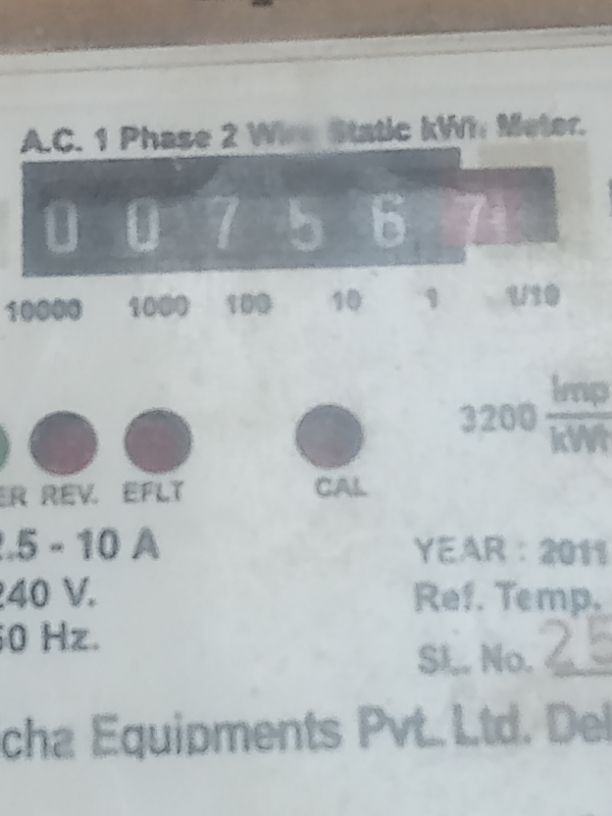 A.C. 1 Phase 2 Wire Static kWh Meter.
0 0 7 5 6 7
10000 1000 100 10 1 1/10
3200 Imp
kWh
ER REV. EFLT CAL
.5 - 10 A
YEAR : 2011
240 V.
Ref. Temp.
50 Hz.
SL. No. 25
cha Equipments Pvt. Ltd. Del